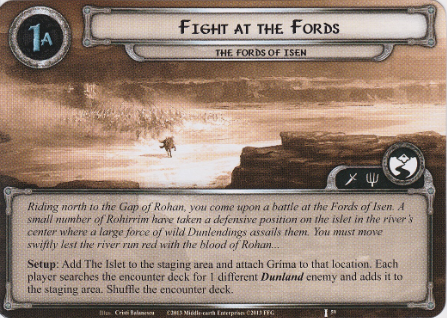 1A
FIGHT AT THE FORDS
THE FORDS OF ISEN
Riding north to the Gap of Rohan, you come upon a battle at the Fords of Isen. A
small number of Rohirrim have taken a defensive position on the islet in the river's
center where a large force of wild Dunlendings assails them. You must move
swiftly lest the river run red with the blood of Rohan...
Setup: Add The Islet to the staging area and attach Grima to that location. Each
player searches the encounter deck for 1 different Dunland enemy and adds it to
the staging area. Shuffle the encounter deck.
Illus. Cristi Balanescu ©2013 Middle-earth Enterprises ©2013 FFG